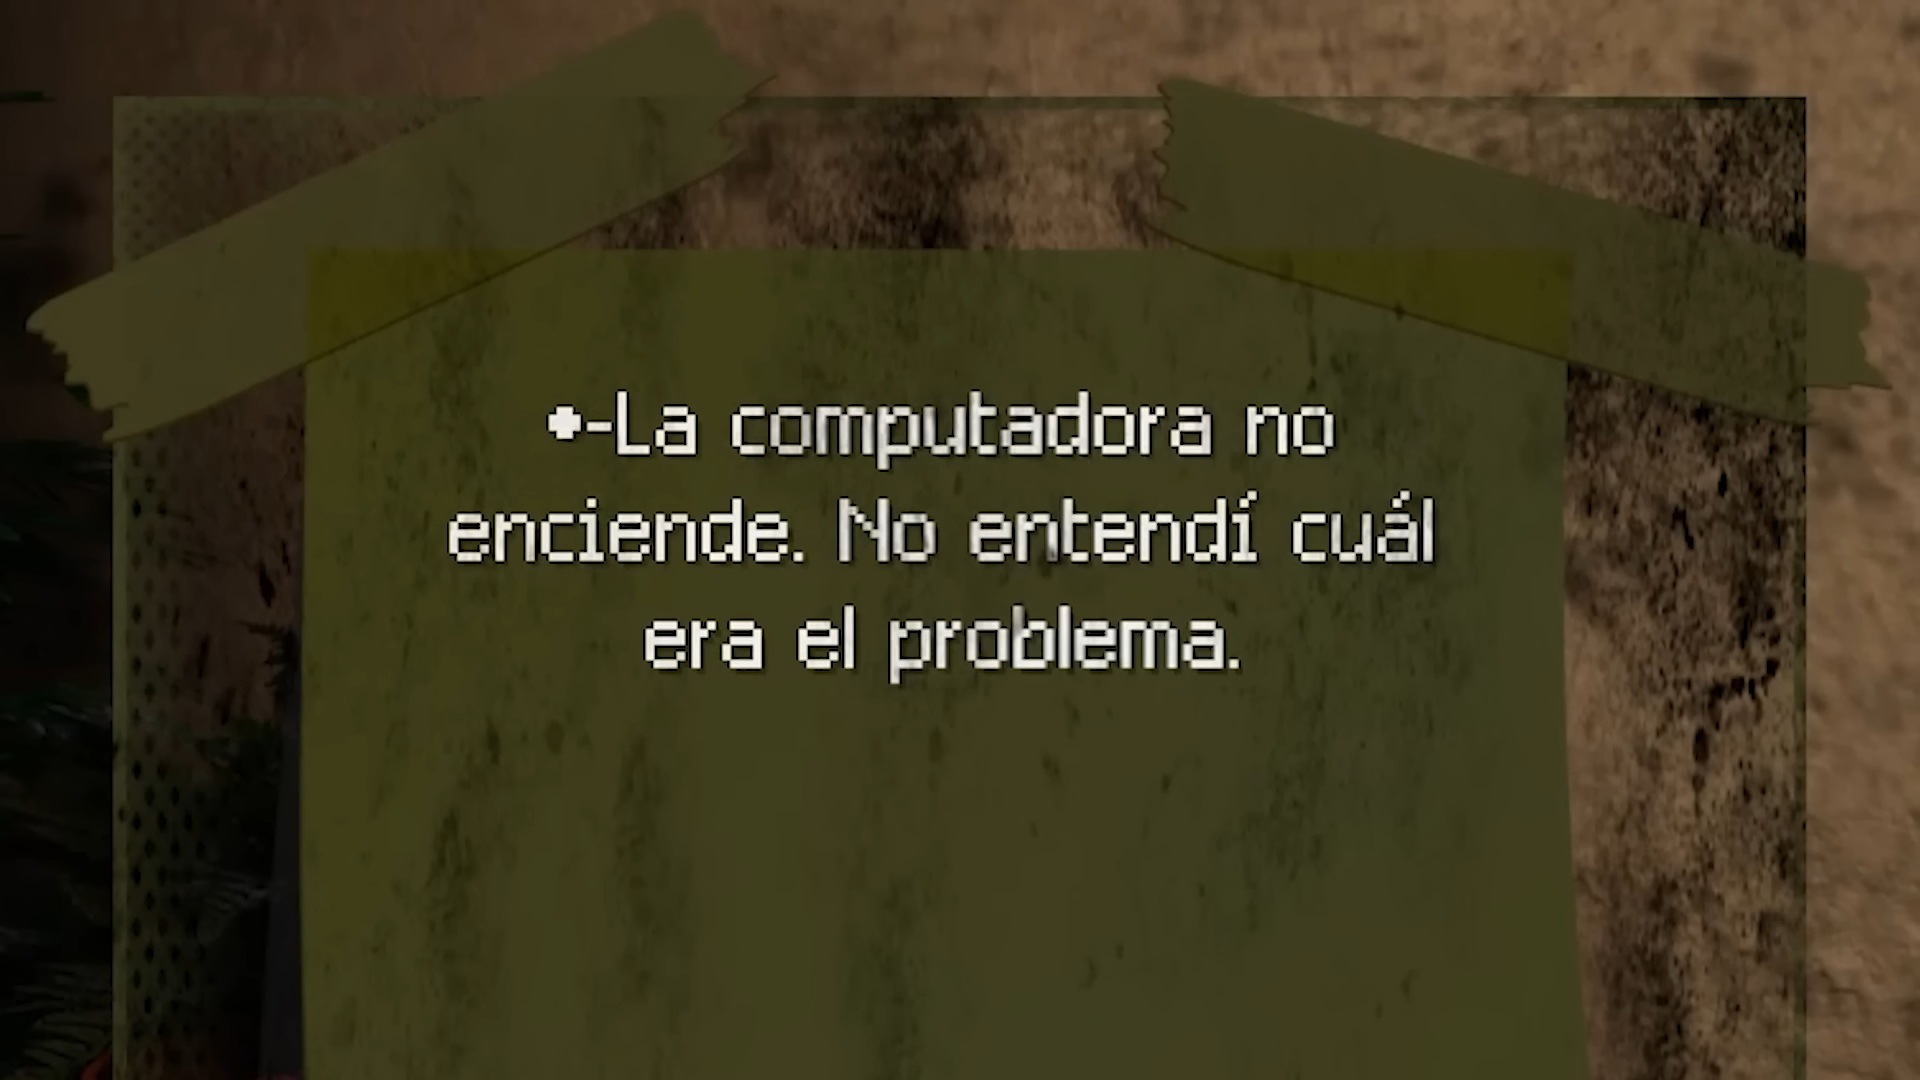 •-La computadora no
enciende. No entendí cuál
era el problema.